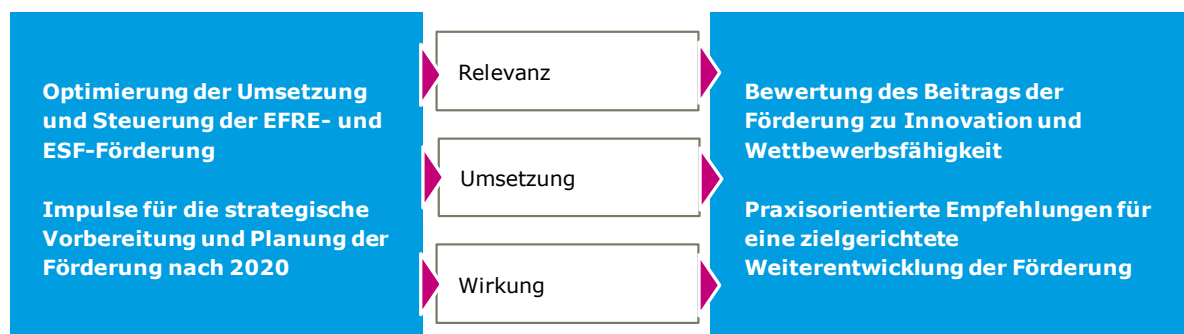 Optimierung der Umsetzung
und Steuerung der EFRE- und
ESF-Förderung
Impulse für die strategische
Vorbereitung und Planung der
Förderung nach 2020
Relevanz
Umsetzung
Wirkung
Bewertung des Beitrags der
Förderung zu Innovation und
Wettbewerbsfähigkeit
Praxisorientierte Empfehlungen für
eine zielgerichtete
Weiterentwicklung der Förderung